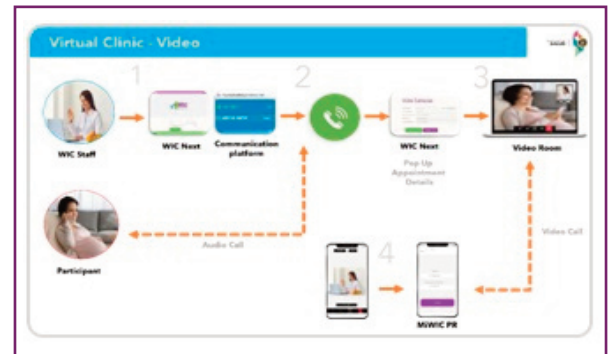 Virtual Clinic - Video
1
2
3
WIC Staff
WIC Next
Communication
platform
WIC Next
Pop Up
Appointment
Details
Video Room
Participant
Audio Call
Video Call
4
MiWIC PR